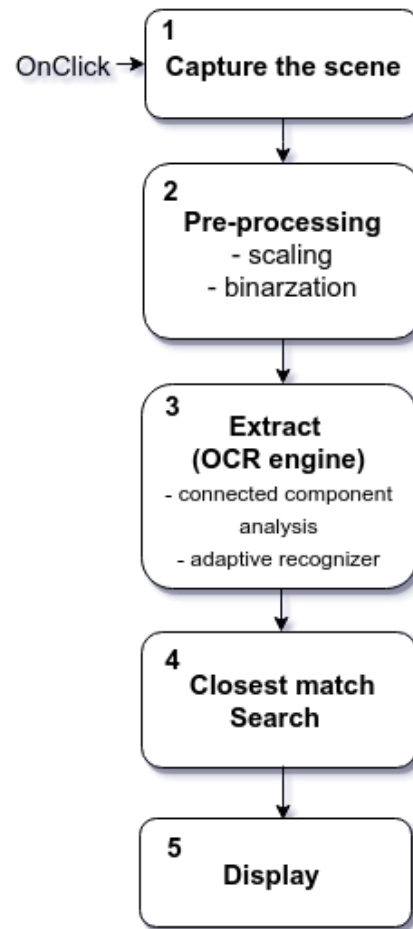 1
OnClick
Capture the scene
2
Pre-processing
- scaling
- binarzation
3
Extract
(OCR engine)
- connected component
analysis
- adaptive recognizer
4
Closest match
Search
5
Display